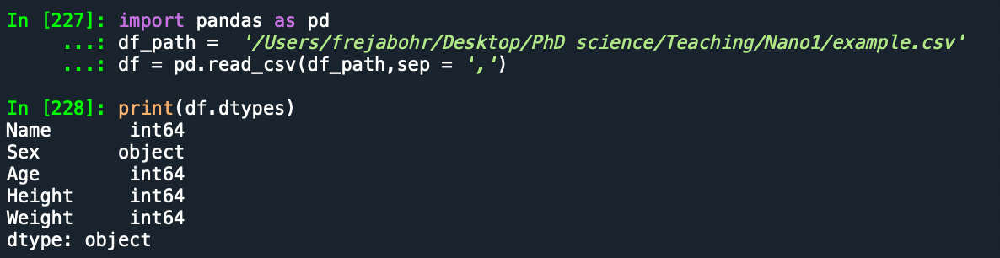 In [227]: import pandas as pd
     ...: df_path =  '/Users/frejabohr/Desktop/PhD science/Teaching/Nano1/example.csv'
     ...: df = pd.read_csv(df_path,sep = ',')

In [228]: print(df.dtypes)
Name       int64
Sex       object
Age        int64
Height     int64
Weight     int64
dtype: object